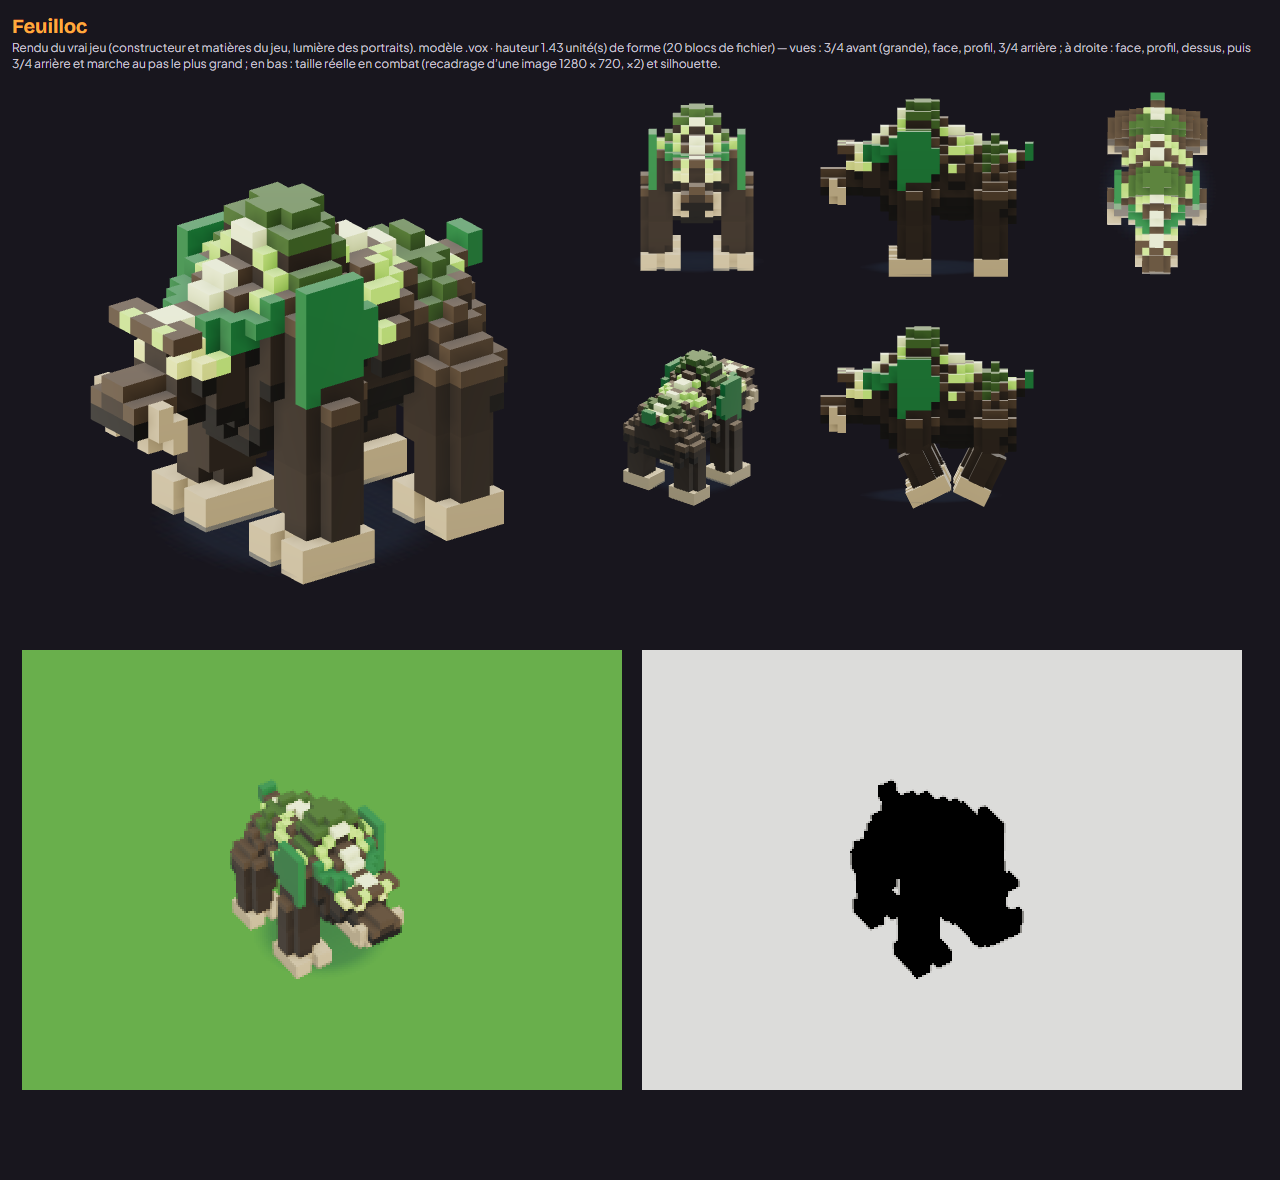 Feuilloc
Rendu du vrai jeu (constructeur et matières du jeu, lumière des portraits). modèle .vox · hauteur 1.43 unité(s) de forme (20 blocs de fichier) — vues : 3/4 avant (grande), face, profil, 3/4 arrière ; à droite : face, profil, dessus, puis
3/4 arrière et marche au pas le plus grand ; en bas : taille réelle en combat (recadrage d'une image 1280 × 720, ×2) et silhouette.